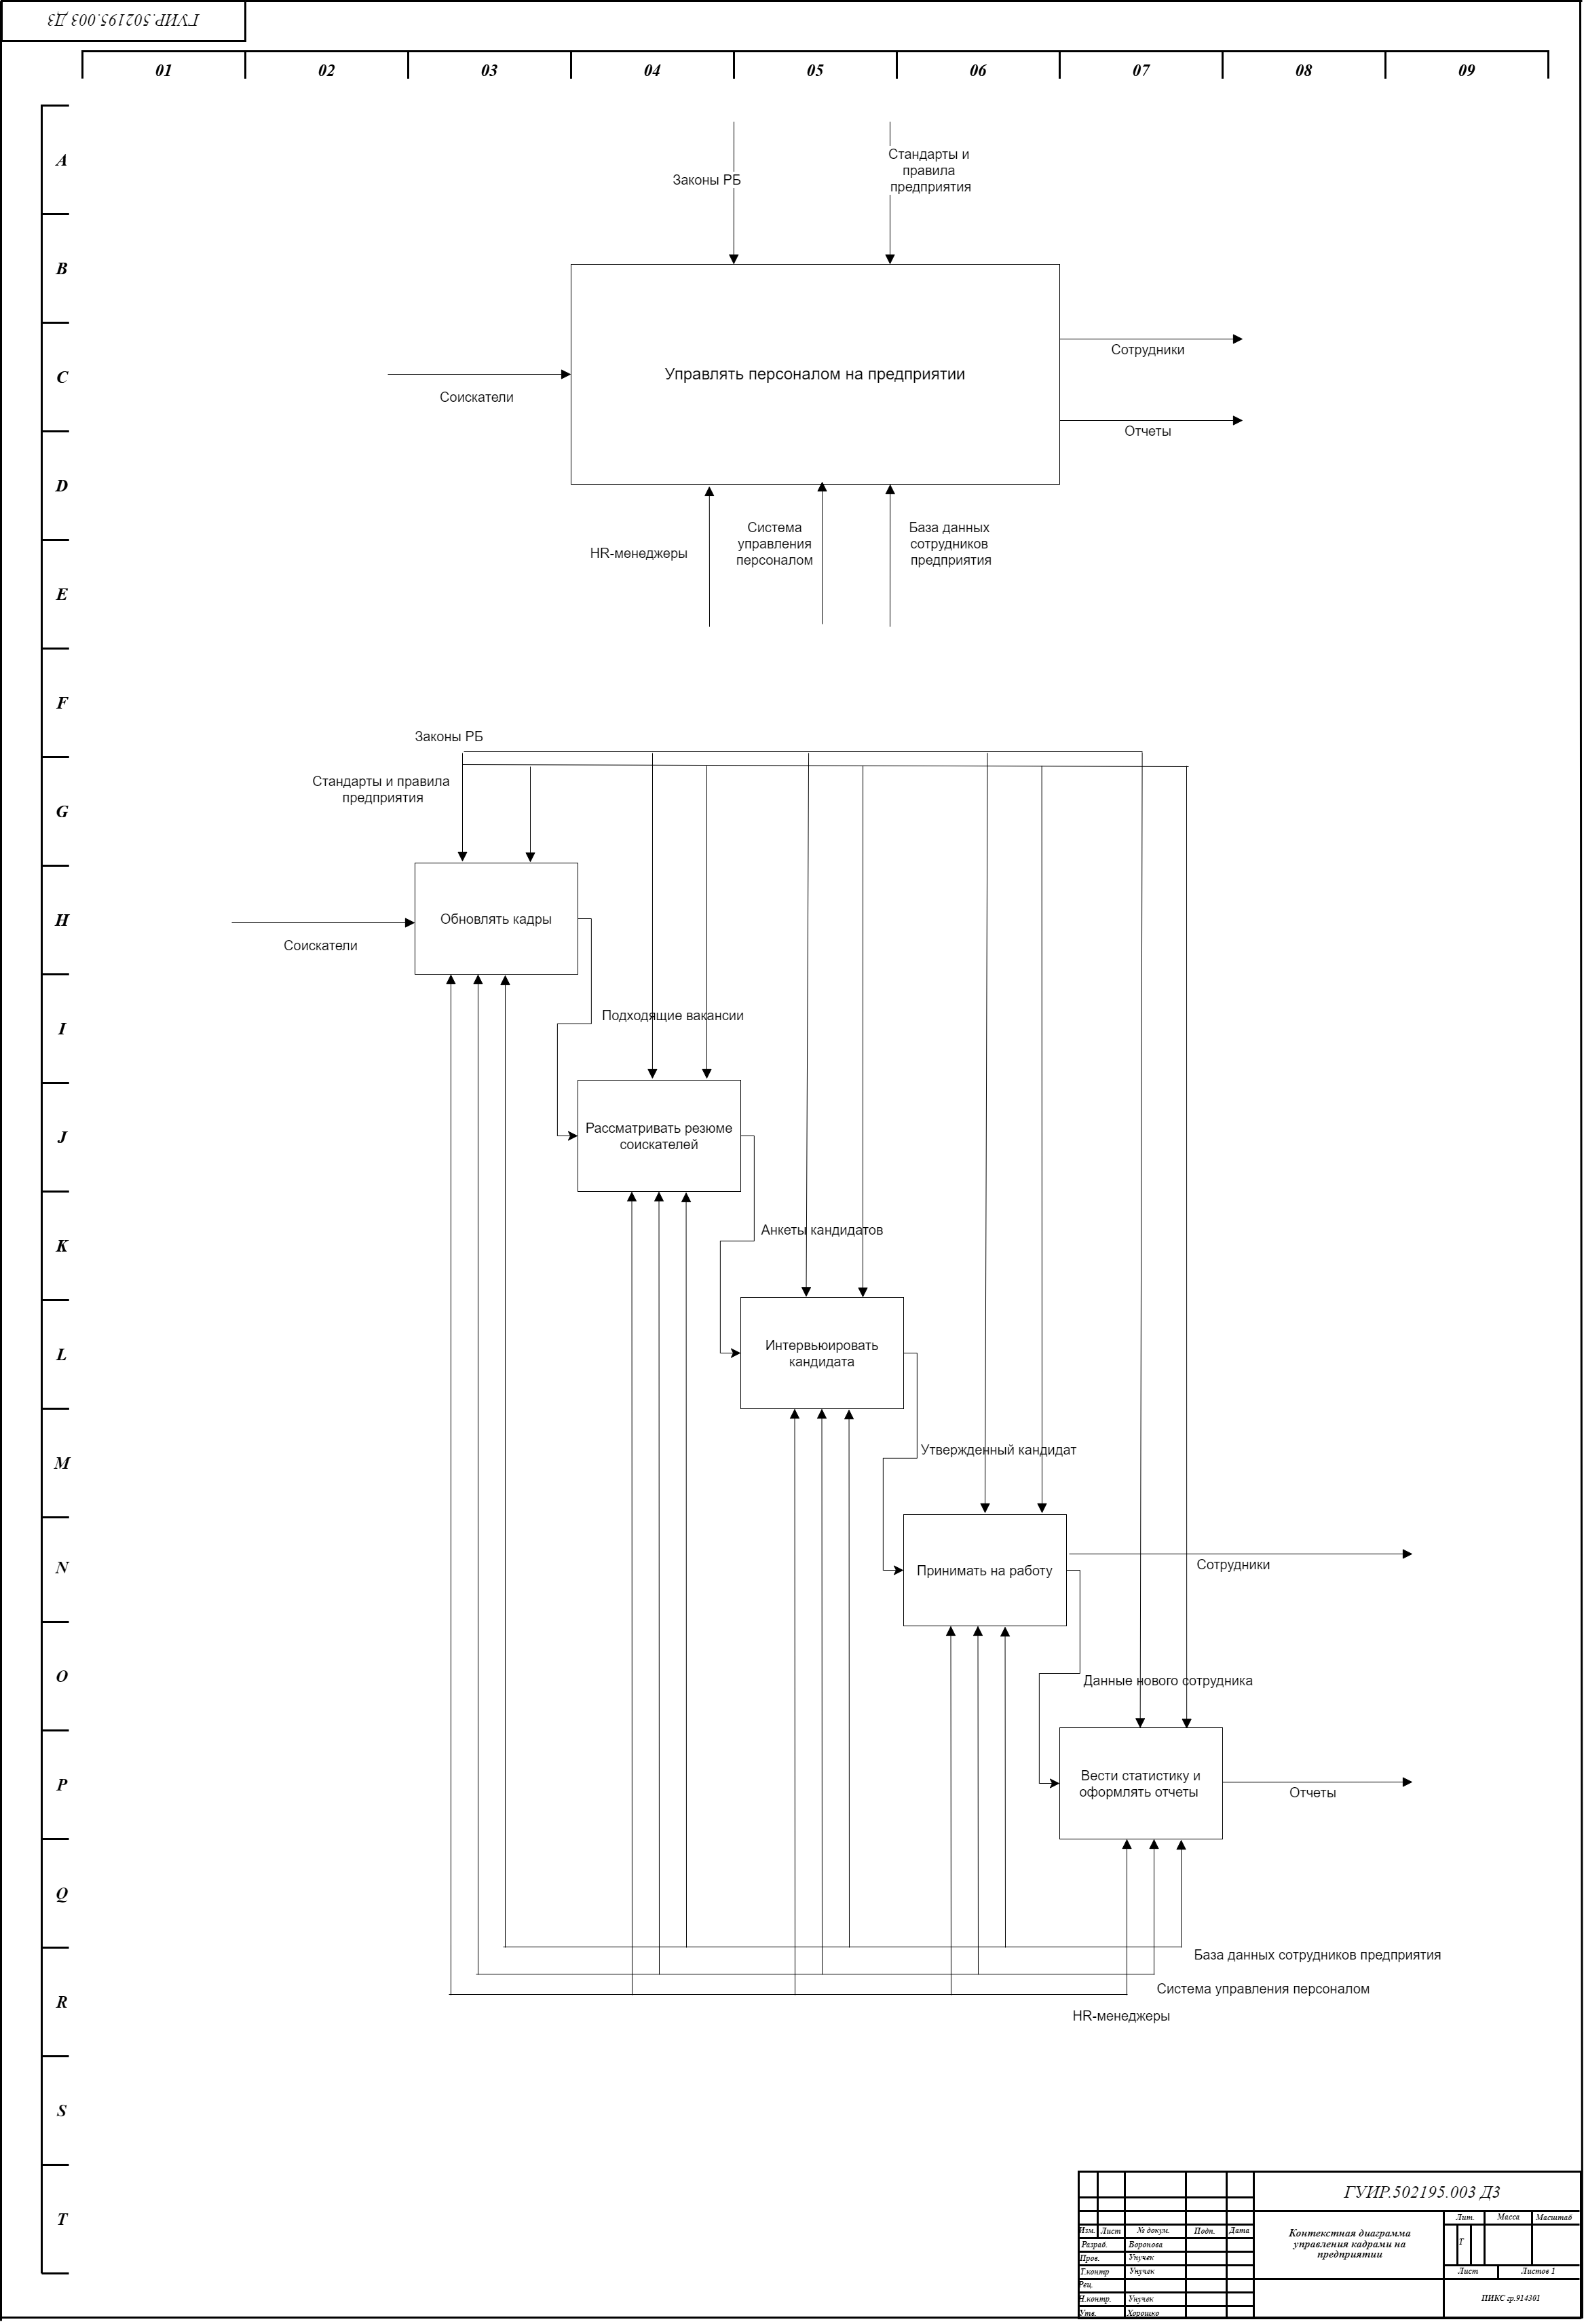 ГУИР.502195.003 Д3
01 02 03 04 05 06 07 08 09
A
B
C
D
E
F
G
H
I
J
K
L
M
N
O
P
Q
R
S
T
Законы РБ
Стандарты и
правила
предприятия
Управлять персоналом на предприятии
Соискатели
Сотрудники
Отчеты
HR-менеджеры
Система
управления
персоналом
База данных
сотрудников
предприятия
Законы РБ
Стандарты и правила
предприятия
Обновлять кадры
Соискатели
Подходящие вакансии
Рассматривать резюме
соискателей
Анкеты кандидатов
Интервьюировать
кандидата
Утвержденный кандидат
Принимать на работу
Сотрудники
Данные нового сотрудника
Вести статистику и
оформлять отчеты
Отчеты
База данных сотрудников предприятия
Система управления персоналом
HR-менеджеры
ГУИР.502195.003 Д3
Изм. Лист № докум. Подп. Дата
Разраб. Воронова
Пров. Унучек
Т.контр Унучек
Рец.
Н.контр. Унучек
Утв. Хорошко
Контекстная диаграмма
управления кадрами на
предприятии
Лит. Масса Масштаб
Т
Лист Листов 1
ПИКС гр.914301